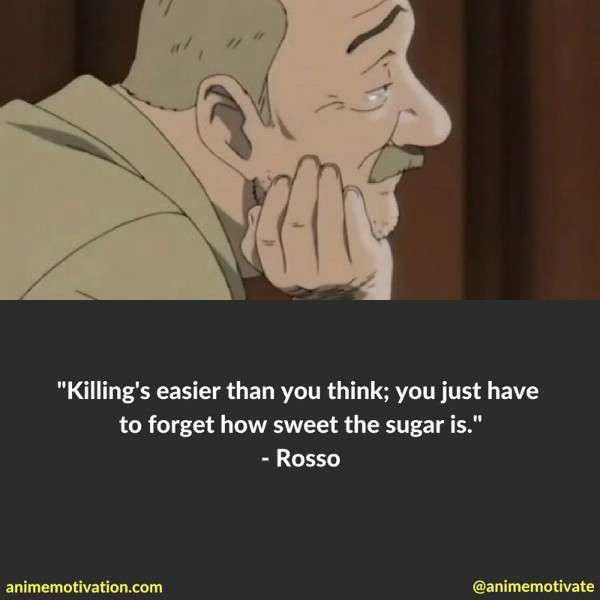 "Killing's easier than you think; you just have
to forget how sweet the sugar is."
- Rosso
animemotivation.com
@animemotivate